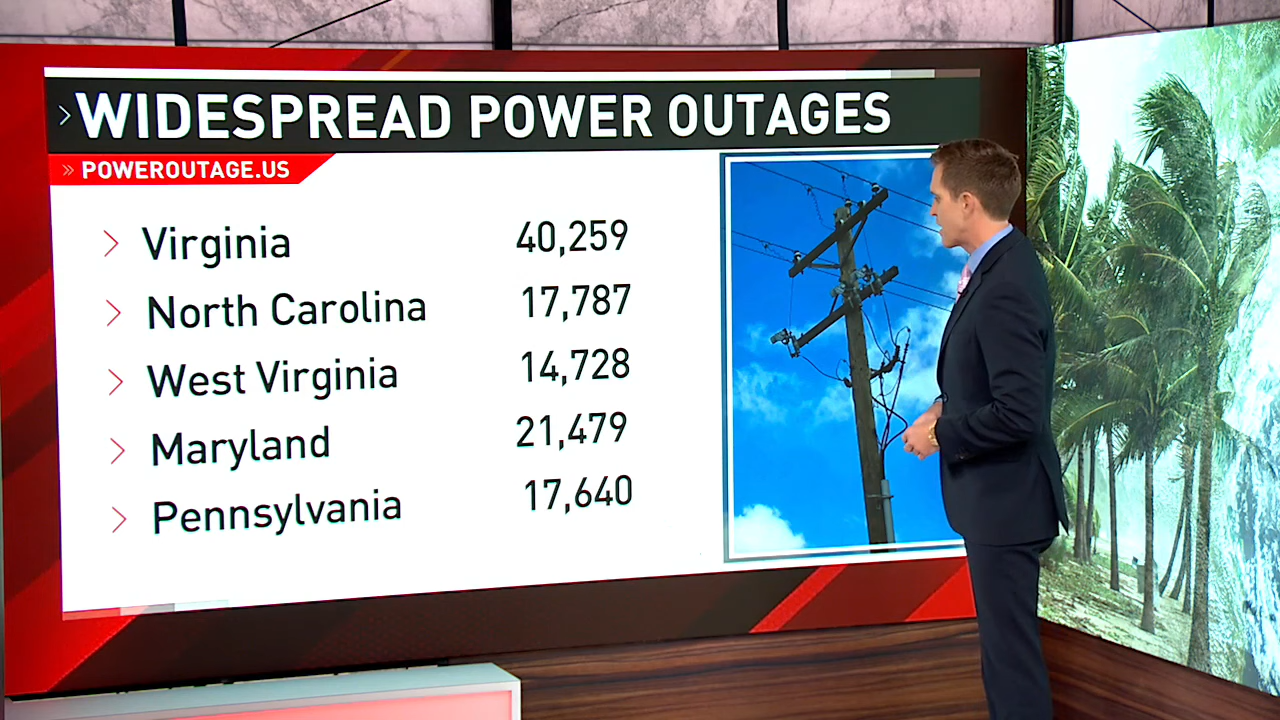 WIDESPREAD POWER OUTAGES
POWEROUTAGE.US
Virginia 40,259
North Carolina 17,787
West Virginia 14,728
Maryland 21,479
Pennsylvania 17,640